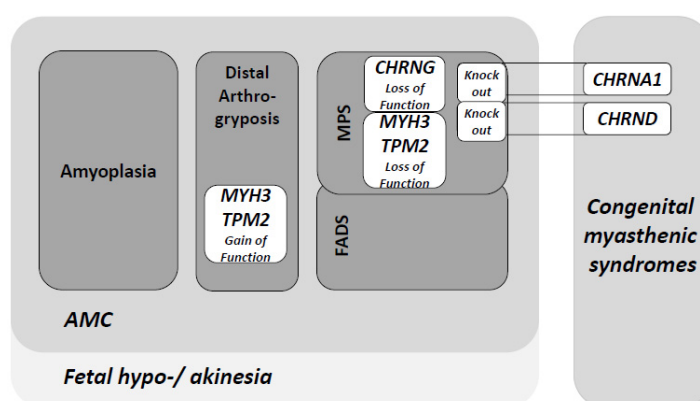 Amyoplasia
Distal
Arthro-
gryposis
MYH3
TPM2
Gain of
Function
MPS
CHRNG
Loss of
Function
MYH3
TPM2
Loss of
Function
Knock
out
Knock
out
FADS
CHRNA1
CHRND
Congenital
myasthenic
syndromes
AMC
Fetal hypo-/ akinesia